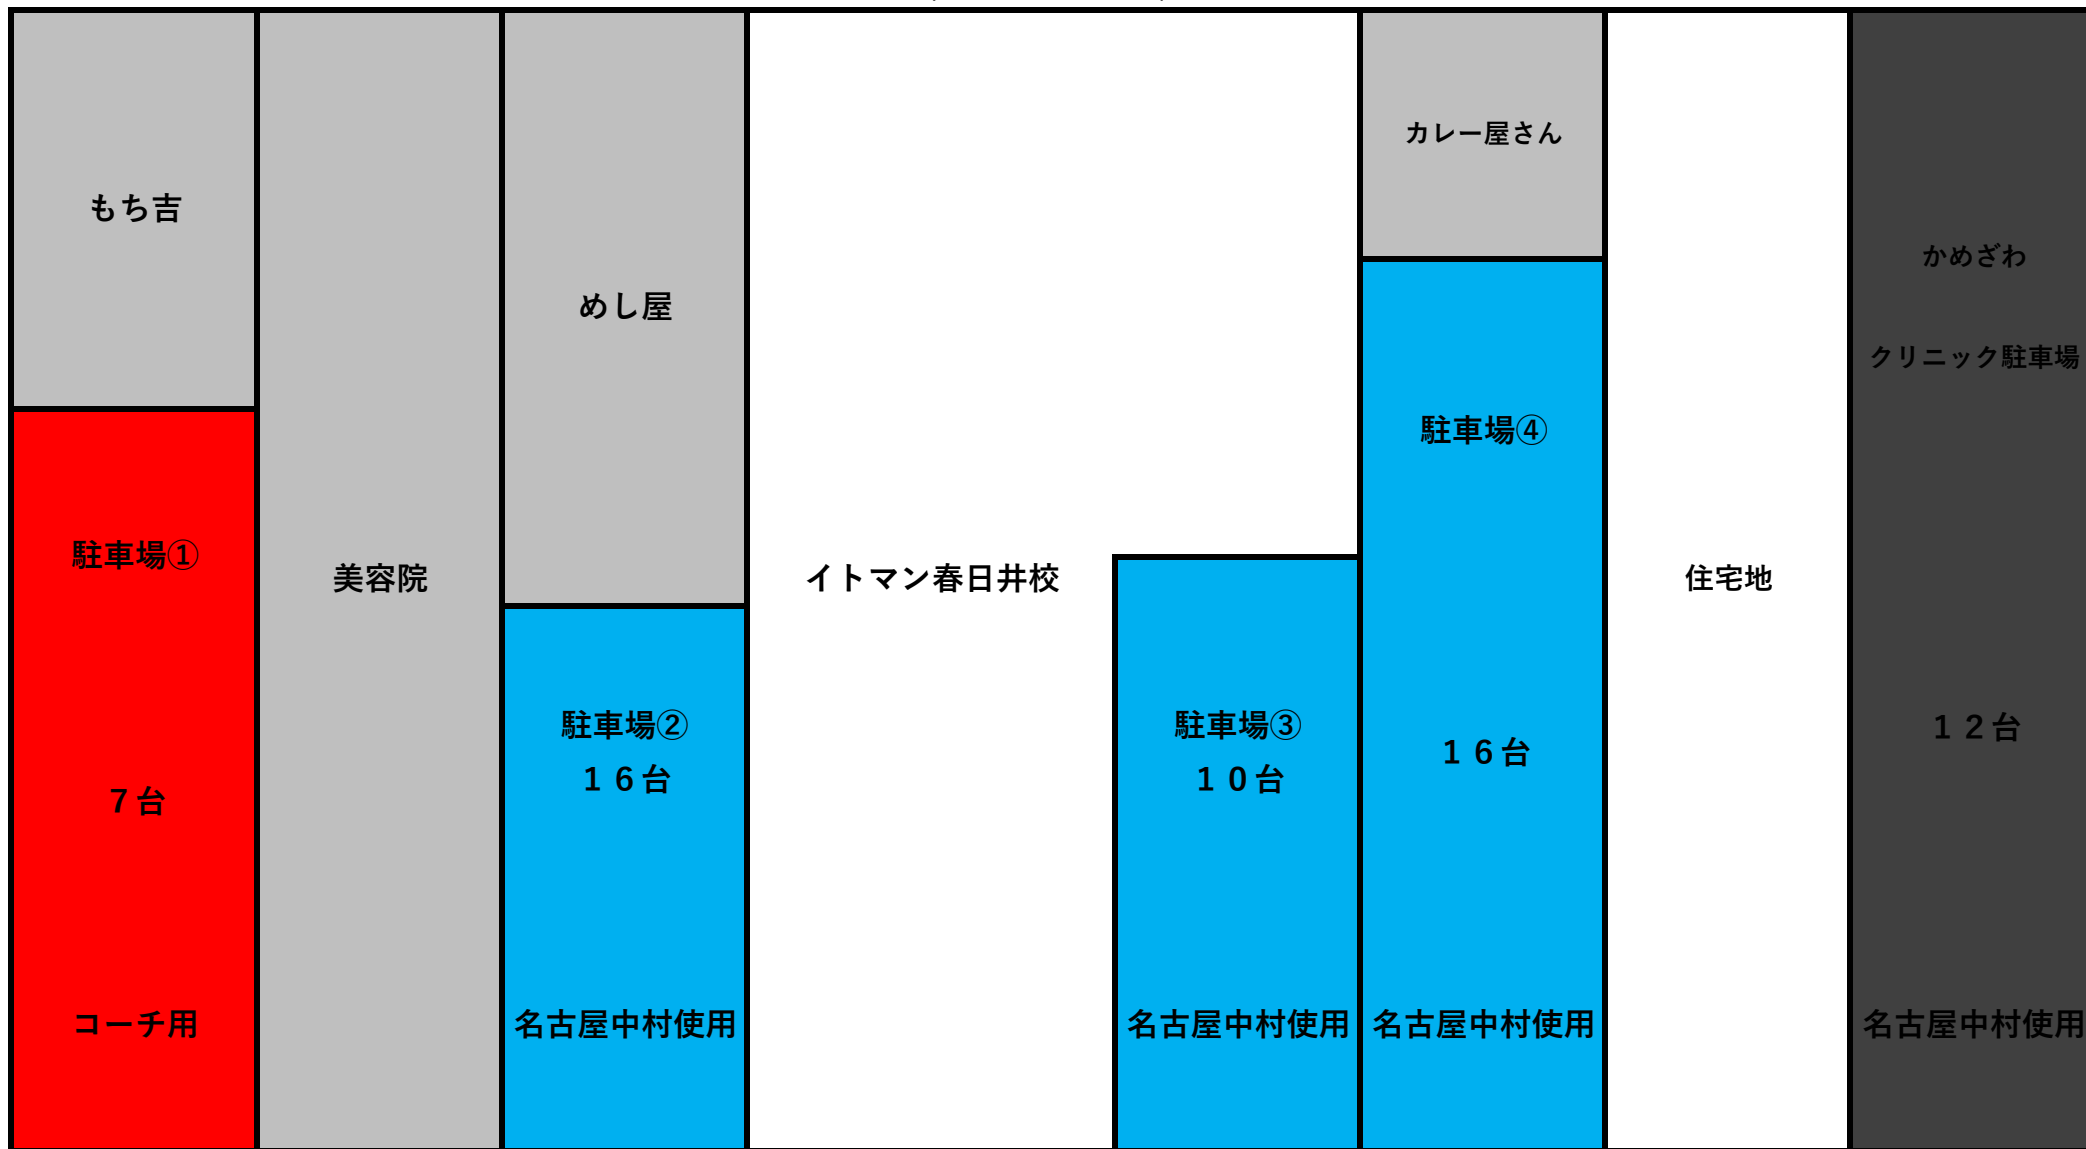 もち吉
駐車場①
７台
コーチ用
美容院
めし屋
駐車場②
１６台
名古屋中村使用
イトマン春日井校
駐車場③
１０台
名古屋中村使用
カレー屋さん
駐車場④
１６台
名古屋中村使用
住宅地
かめざわ
クリニック駐車場
１２台
名古屋中村使用